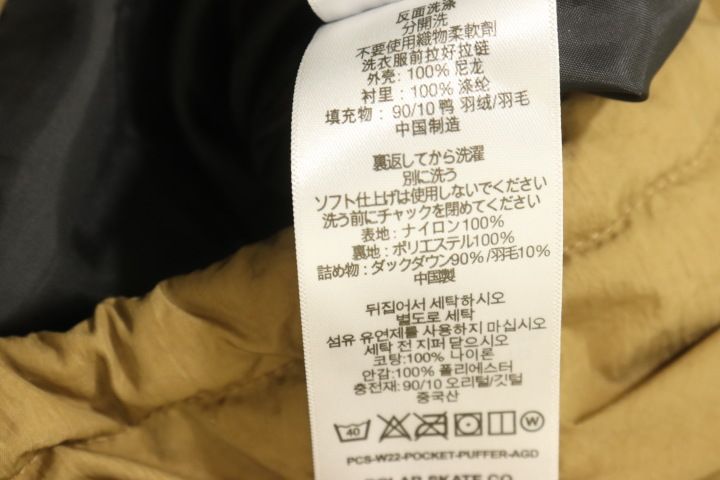 反面洗涤
分開洗
不要使用織物柔軟劑
洗衣服前拉好拉链
外壳: 100% 尼龙
衬里: 100% 涤纶
填充物: 90/10 鸭 羽绒/羽毛
中国制造
裏返してから洗濯
別に洗う
ソフト仕上げは使用しないでください
洗う前にチャックを閉めてください
表地: ナイロン100%
裏地: ポリエステル100%
詰め物: ダックダウン90%/羽毛10%
中国製
뒤집어서 세탁하시오
별도로 세탁
섬유 유연제를 사용하지 마십시오
세탁 전 지퍼 닫으시오
코팅:100% 나이론
안감:100% 폴리에스터
충전재: 90/10 오리털/깃털
중국산
40 W
PCS-W22-POCKET-PUFFER-AGD
POLAR SKATE CO